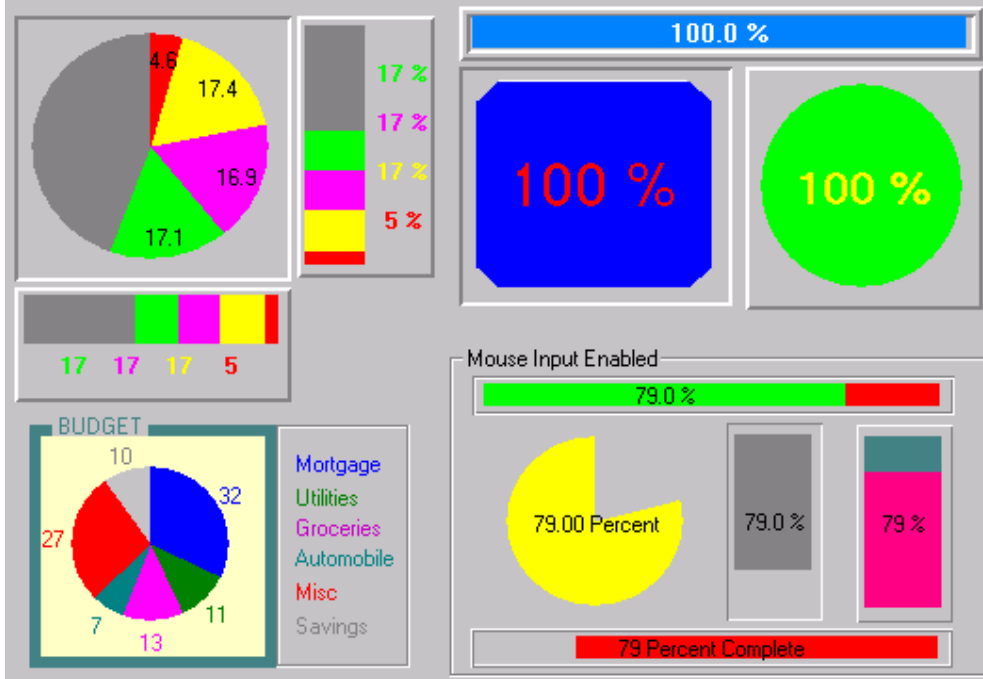 4.6
17.4
16.9
17.1
17 %
17 %
17 %
5 %
100.0 %
100 %
100 %
17 17 17 5
BUDGET
10
32
27
11
7
13
Mortgage
Utilities
Groceries
Automobile
Misc
Savings
Mouse Input Enabled
79.0 %
79.00 Percent
79.0 %
79 %
79 Percent Complete